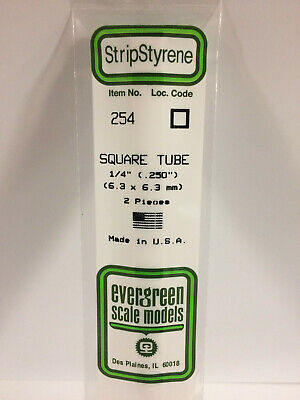 StripStyrene
Item No. Loc. Code
254
SQUARE TUBE
1/4" (.250")
(6.3 x 6.3 mm)
2 Pieces
Made in U.S.A.
evergreen
scale models
Des Plaines, IL 60018